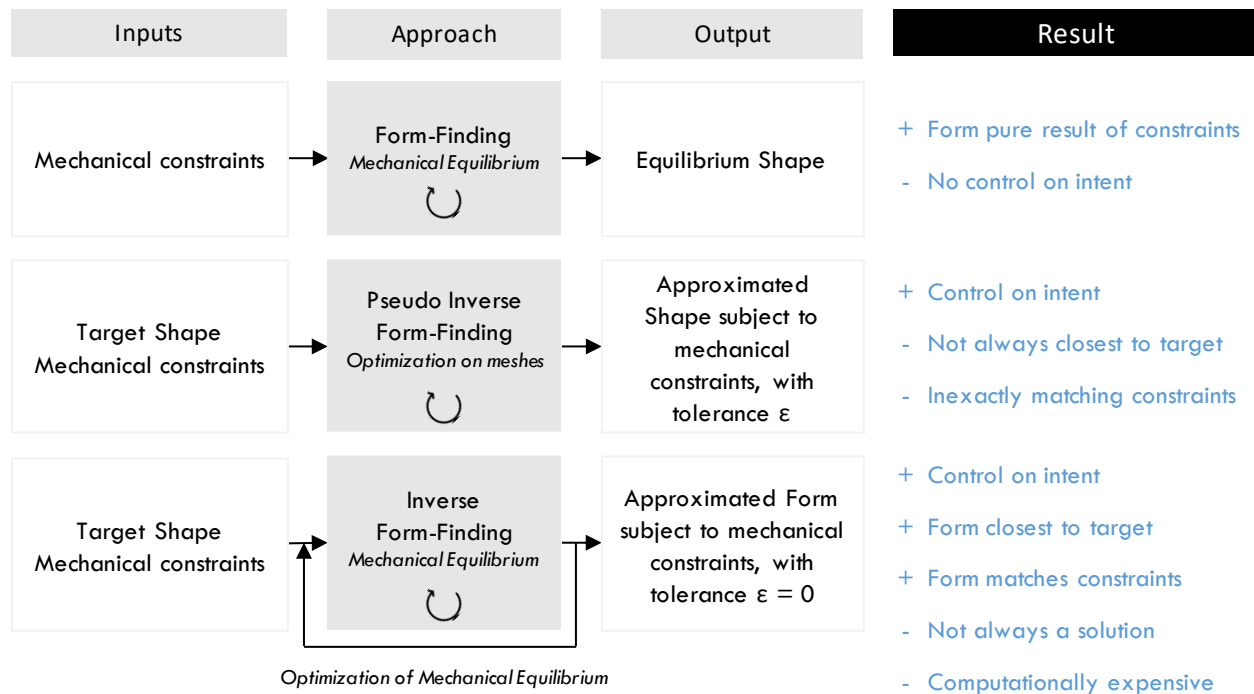 Inputs
Approach
Output
Result
Mechanical constraints
Form-Finding
Mechanical Equilibrium
Equilibrium Shape
+ Form pure result of constraints
- No control on intent
Target Shape
Mechanical constraints
Pseudo Inverse
Form-Finding
Optimization on meshes
Approximated
Shape subject to
mechanical
constraints, with
tolerance ε
+ Control on intent
- Not always closest to target
- Inexactly matching constraints
Target Shape
Mechanical constraints
Inverse
Form-Finding
Mechanical Equilibrium
Approximated Form
subject to mechanical
constraints, with
tolerance ε = 0
+ Control on intent
+ Form closest to target
+ Form matches constraints
- Not always a solution
- Computationally expensive
Optimization of Mechanical Equilibrium